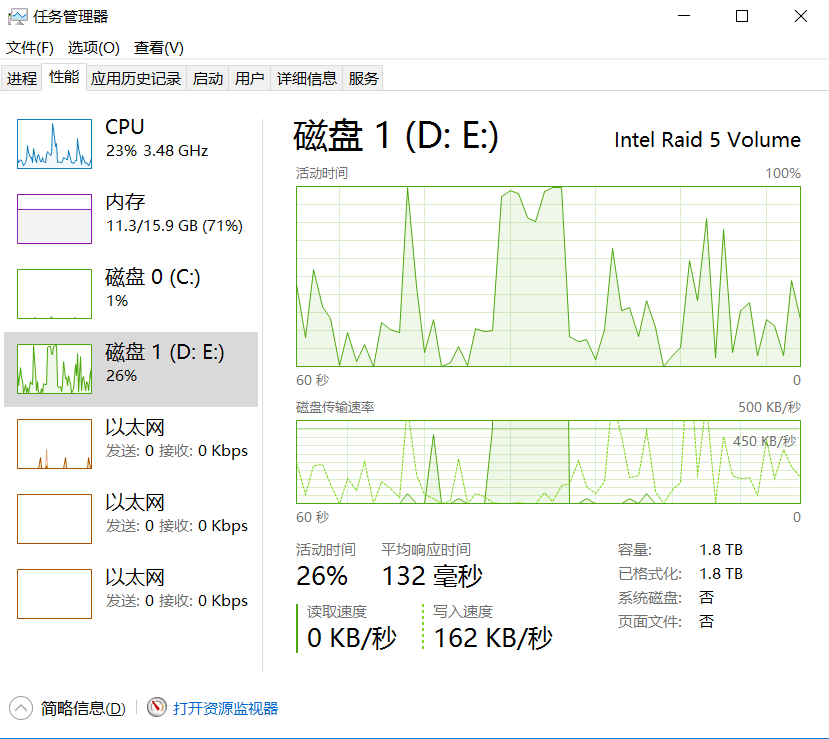 任务管理器
文件(F) 选项(O) 查看(V)
进程 性能 应用历史记录 启动 用户 详细信息 服务
CPU
23% 3.48 GHz
内存
11.3/15.9 GB (71%)
磁盘 0 (C:)
1%
磁盘 1 (D: E:)
26%
以太网
发送: 0 接收: 0 Kbps
以太网
发送: 0 接收: 0 Kbps
以太网
发送: 0 接收: 0 Kbps
磁盘 1 (D: E:) Intel Raid 5 Volume
活动时间 100%
60 秒 0
磁盘传输速率 500 KB/秒
450 KB/秒
60 秒 0
活动时间 平均响应时间
26% 132 毫秒
读取速度 写入速度
0 KB/秒 162 KB/秒
容量: 1.8 TB
已格式化: 1.8 TB
系统磁盘: 否
页面文件: 否
简略信息(D) 打开资源监视器